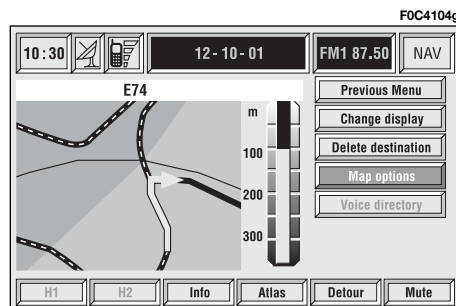 F0C4104g
10:30 12-10-01 FM1 87.50 NAV
E74
Previous Menu
m
Change display
100
Delete destination
Map options
200
Voice directory
300
H1 H2 Info Atlas Detour Mute